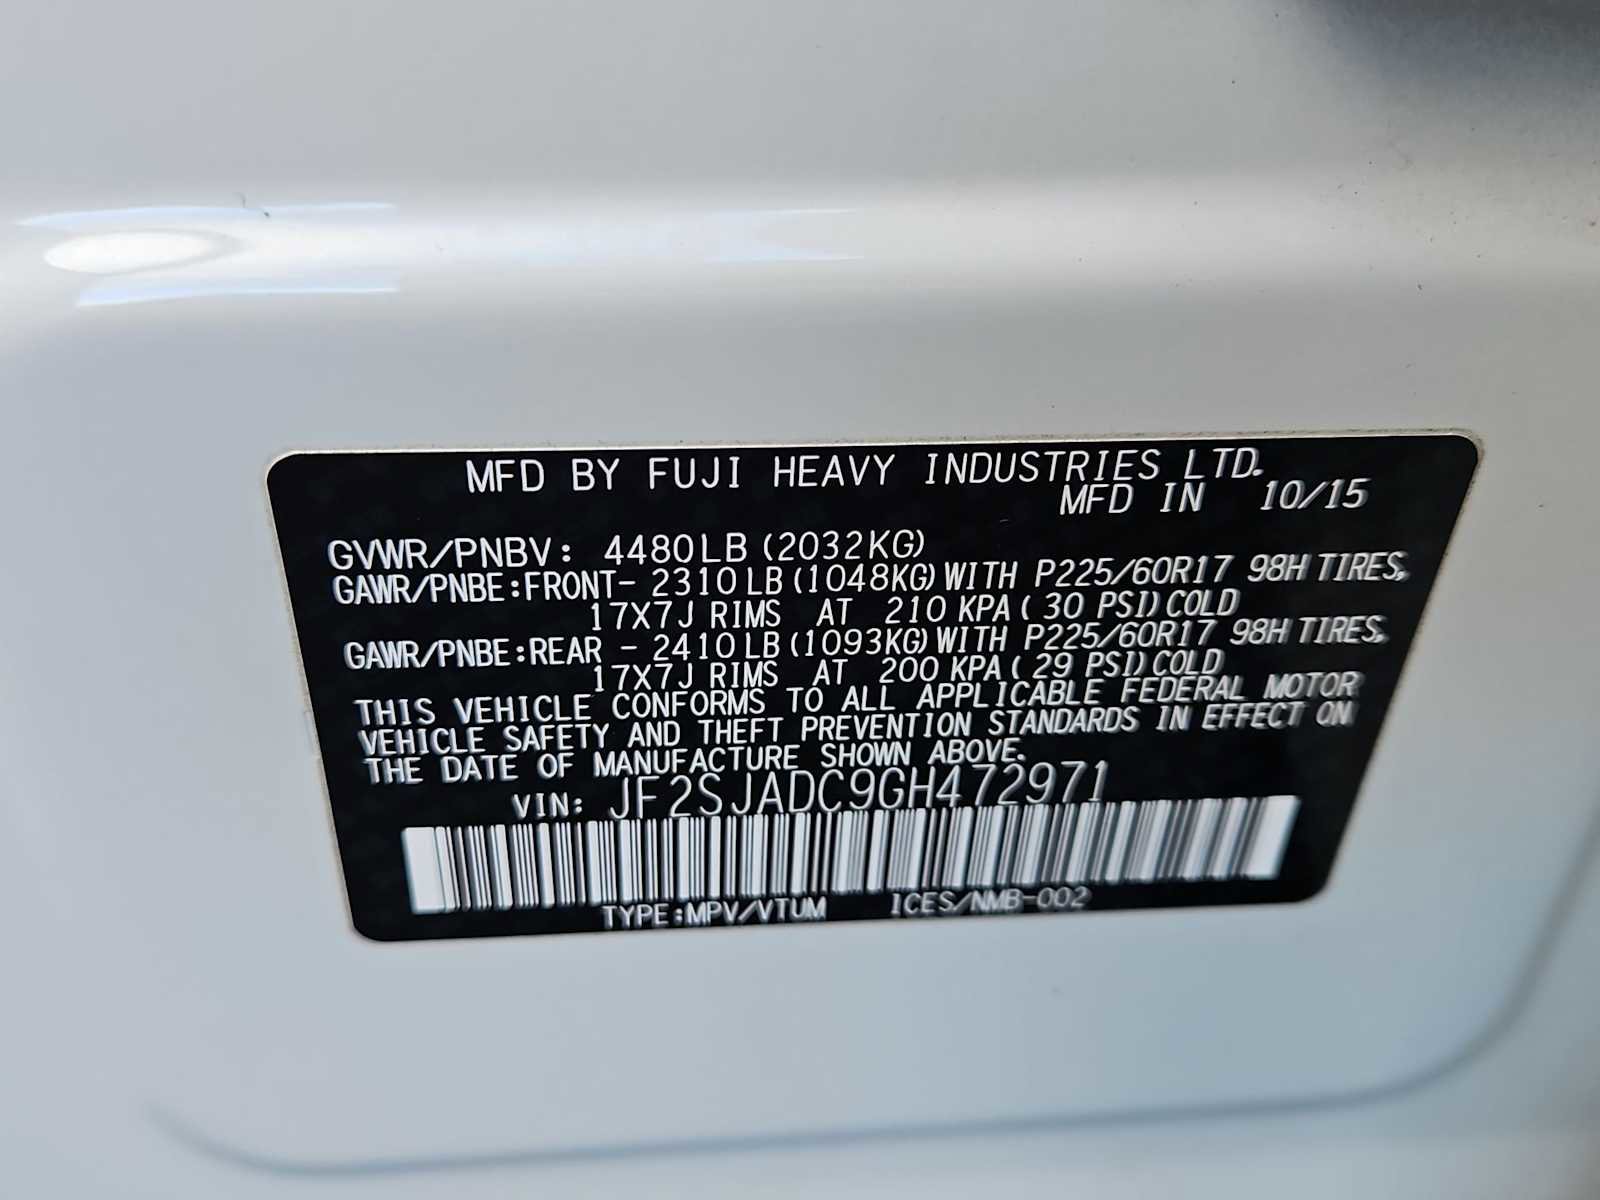 MFD BY FUJI HEAVY INDUSTRIES LTD.
MFD IN 10/15
GVWR/PNBV: 4480LB (2032KG)
GAWR/PNBE:FRONT- 2310LB(1048KG)WITH P225/60R17 98H TIRES,
17X7J RIMS AT 210 KPA( 30 PSI)COLD
GAWR/PNBE:REAR - 2410LB(1093KG)WITH P225/60R17 98H TIRES,
17X7J RIMS AT 200 KPA( 29 PSI)COLD
THIS VEHICLE CONFORMS TO ALL APPLICABLE FEDERAL MOTOR
VEHICLE SAFETY AND THEFT PREVENTION STANDARDS IN EFFECT ON
THE DATE OF MANUFACTURE SHOWN ABOVE.
VIN: JF2SJADC9GH472971
TYPE:MPV/VTUM ICES/NMB-002